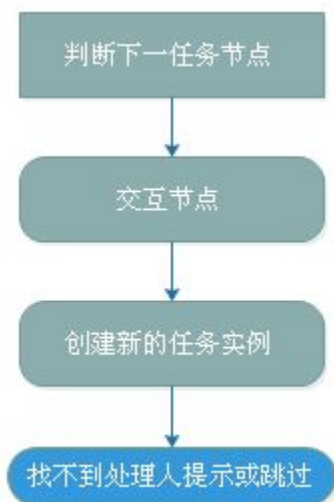 判断下一任务节点
交互节点
创建新的任务实例
找不到处理人提示或跳过